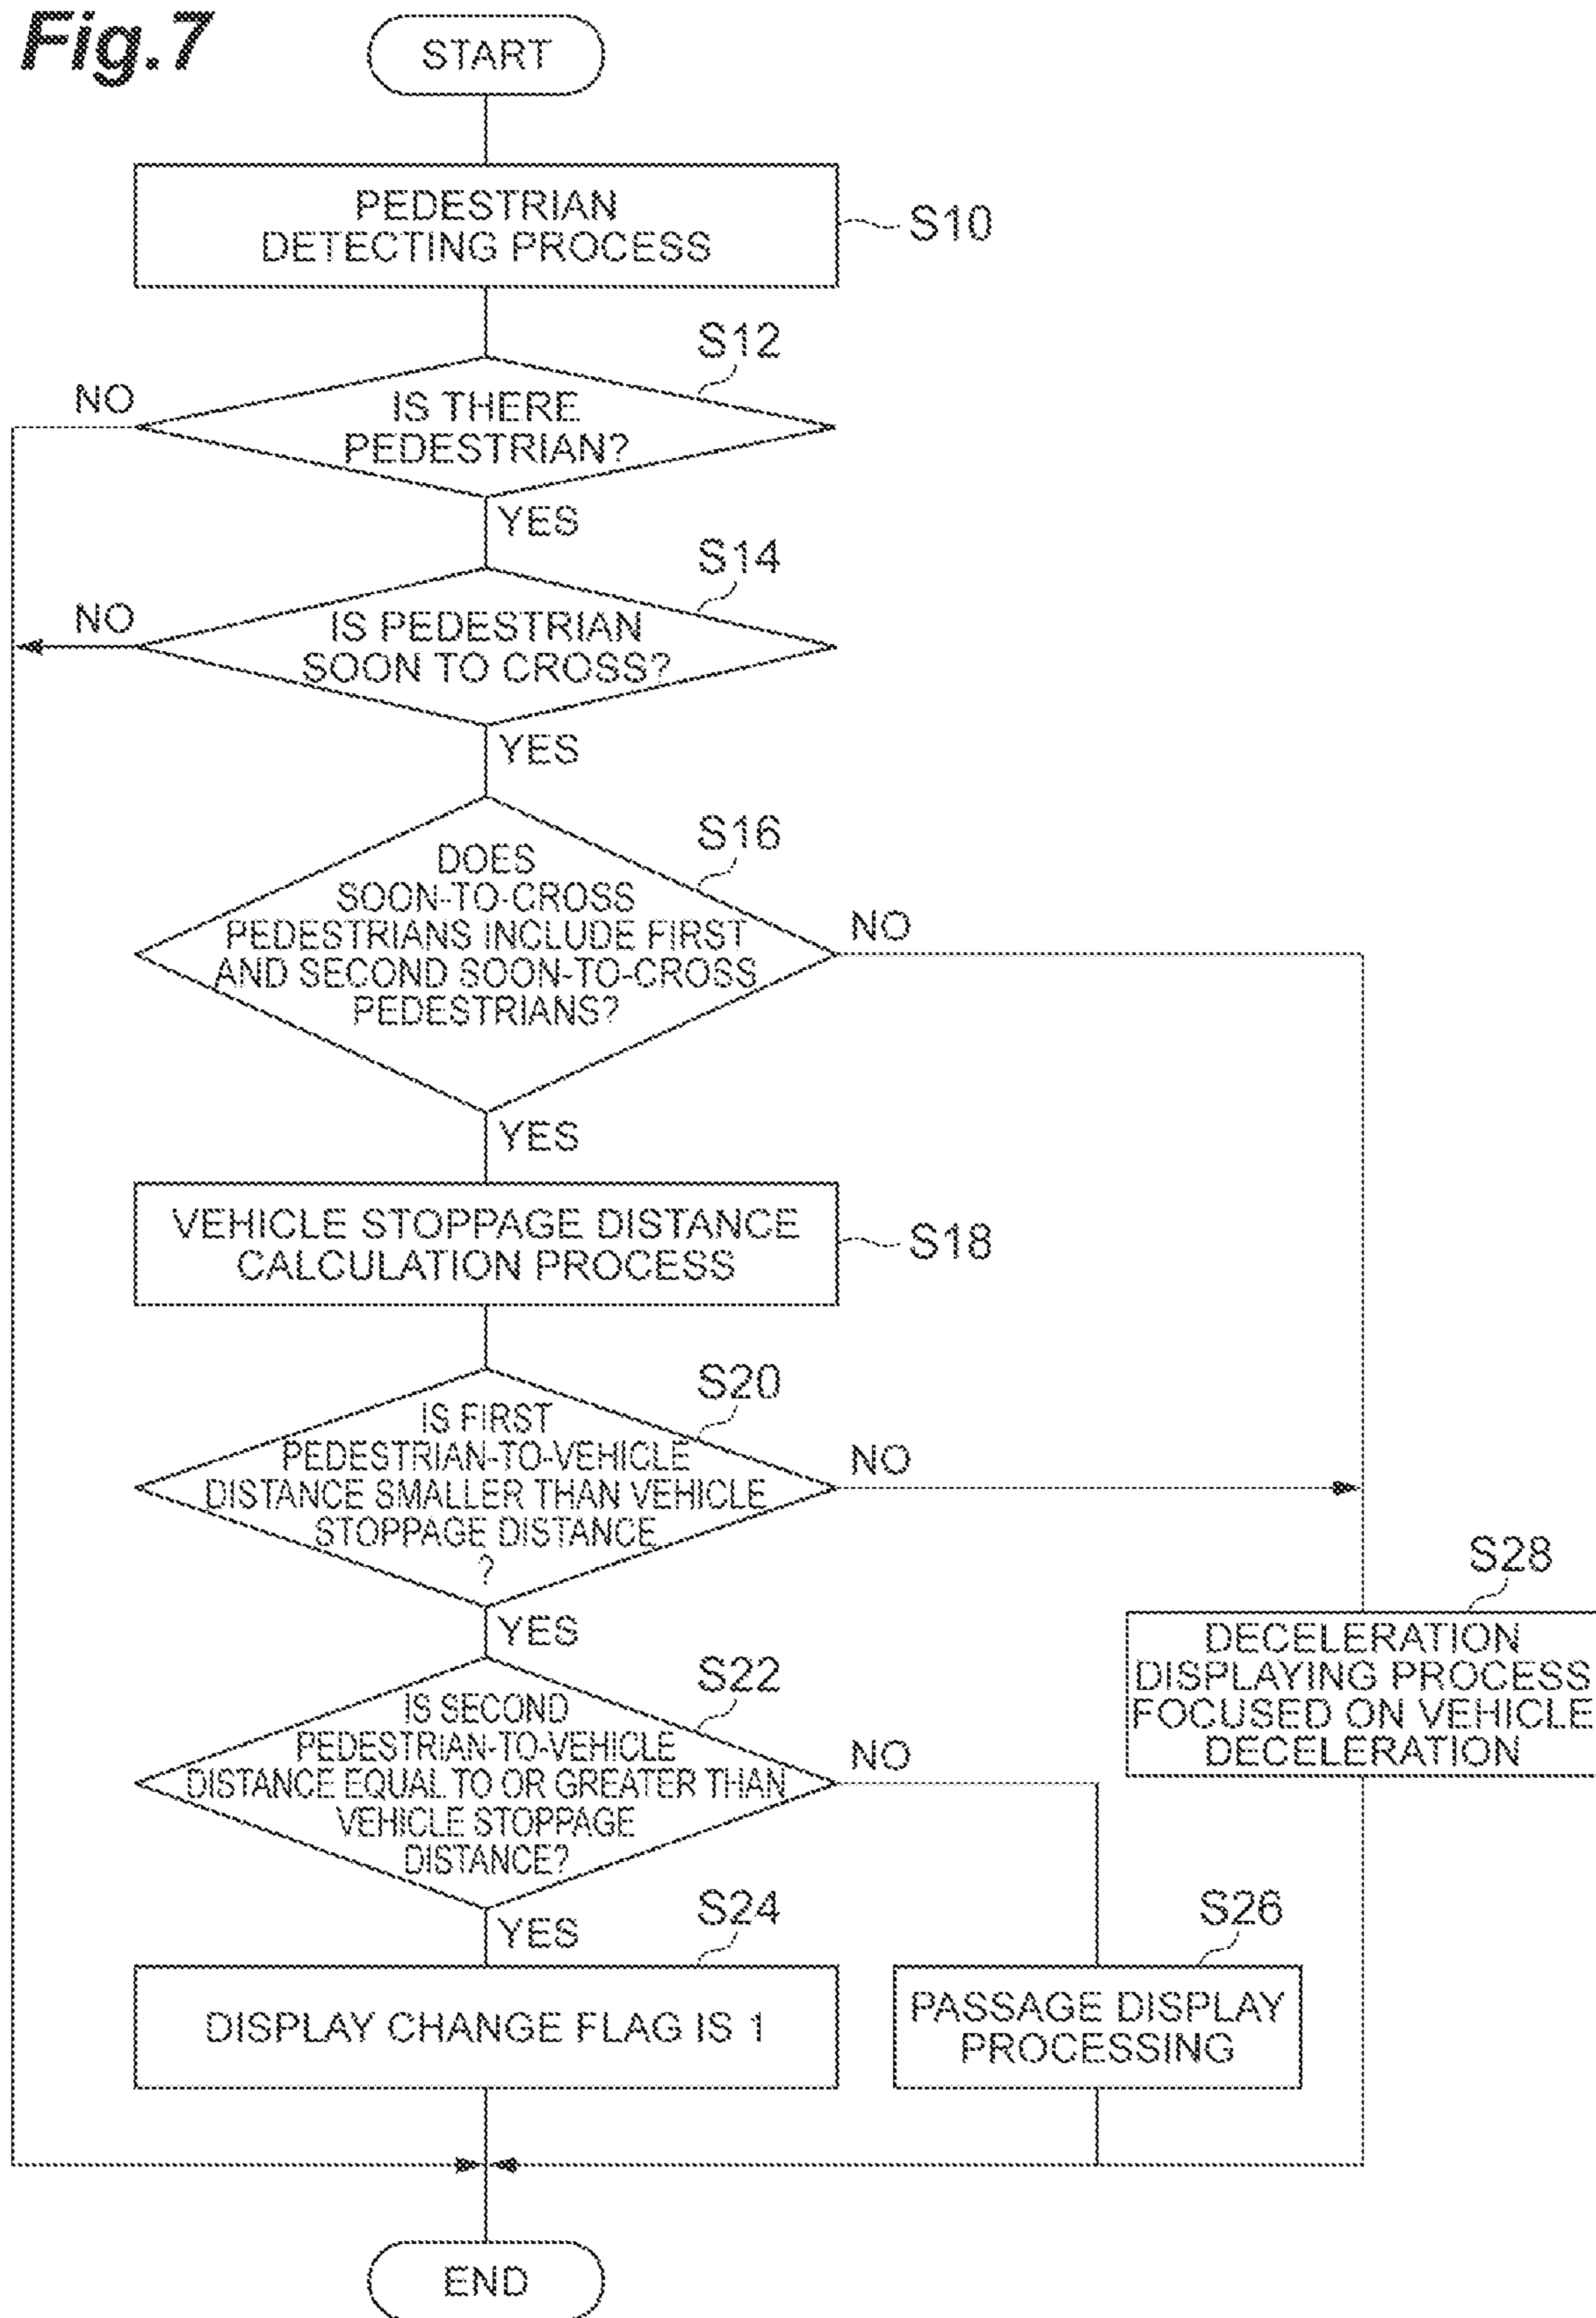 Fig.7
START
PEDESTRIAN
DETECTING PROCESS
S10
S12
NO
IS THERE
PEDESTRIAN?
YES
S14
NO
IS PEDESTRIAN
SOON TO CROSS?
YES
S16
DOES
SOON-TO-CROSS
PEDESTRIANS INCLUDE FIRST
AND SECOND SOON-TO-CROSS
PEDESTRIANS?
NO
YES
VEHICLE STOPPAGE DISTANCE
CALCULATION PROCESS
S18
S20
IS FIRST
PEDESTRIAN-TO-VEHICLE
DISTANCE SMALLER THAN VEHICLE
STOPPAGE DISTANCE
?
NO
YES
S28
DECELERATION
DISPLAYING PROCESS
FOCUSED ON VEHICLE
DECELERATION
S22
IS SECOND
PEDESTRIAN-TO-VEHICLE
DISTANCE EQUAL TO OR GREATER THAN
VEHICLE STOPPAGE
DISTANCE?
NO
YES
S24
DISPLAY CHANGE FLAG IS 1
S26
PASSAGE DISPLAY
PROCESSING
END